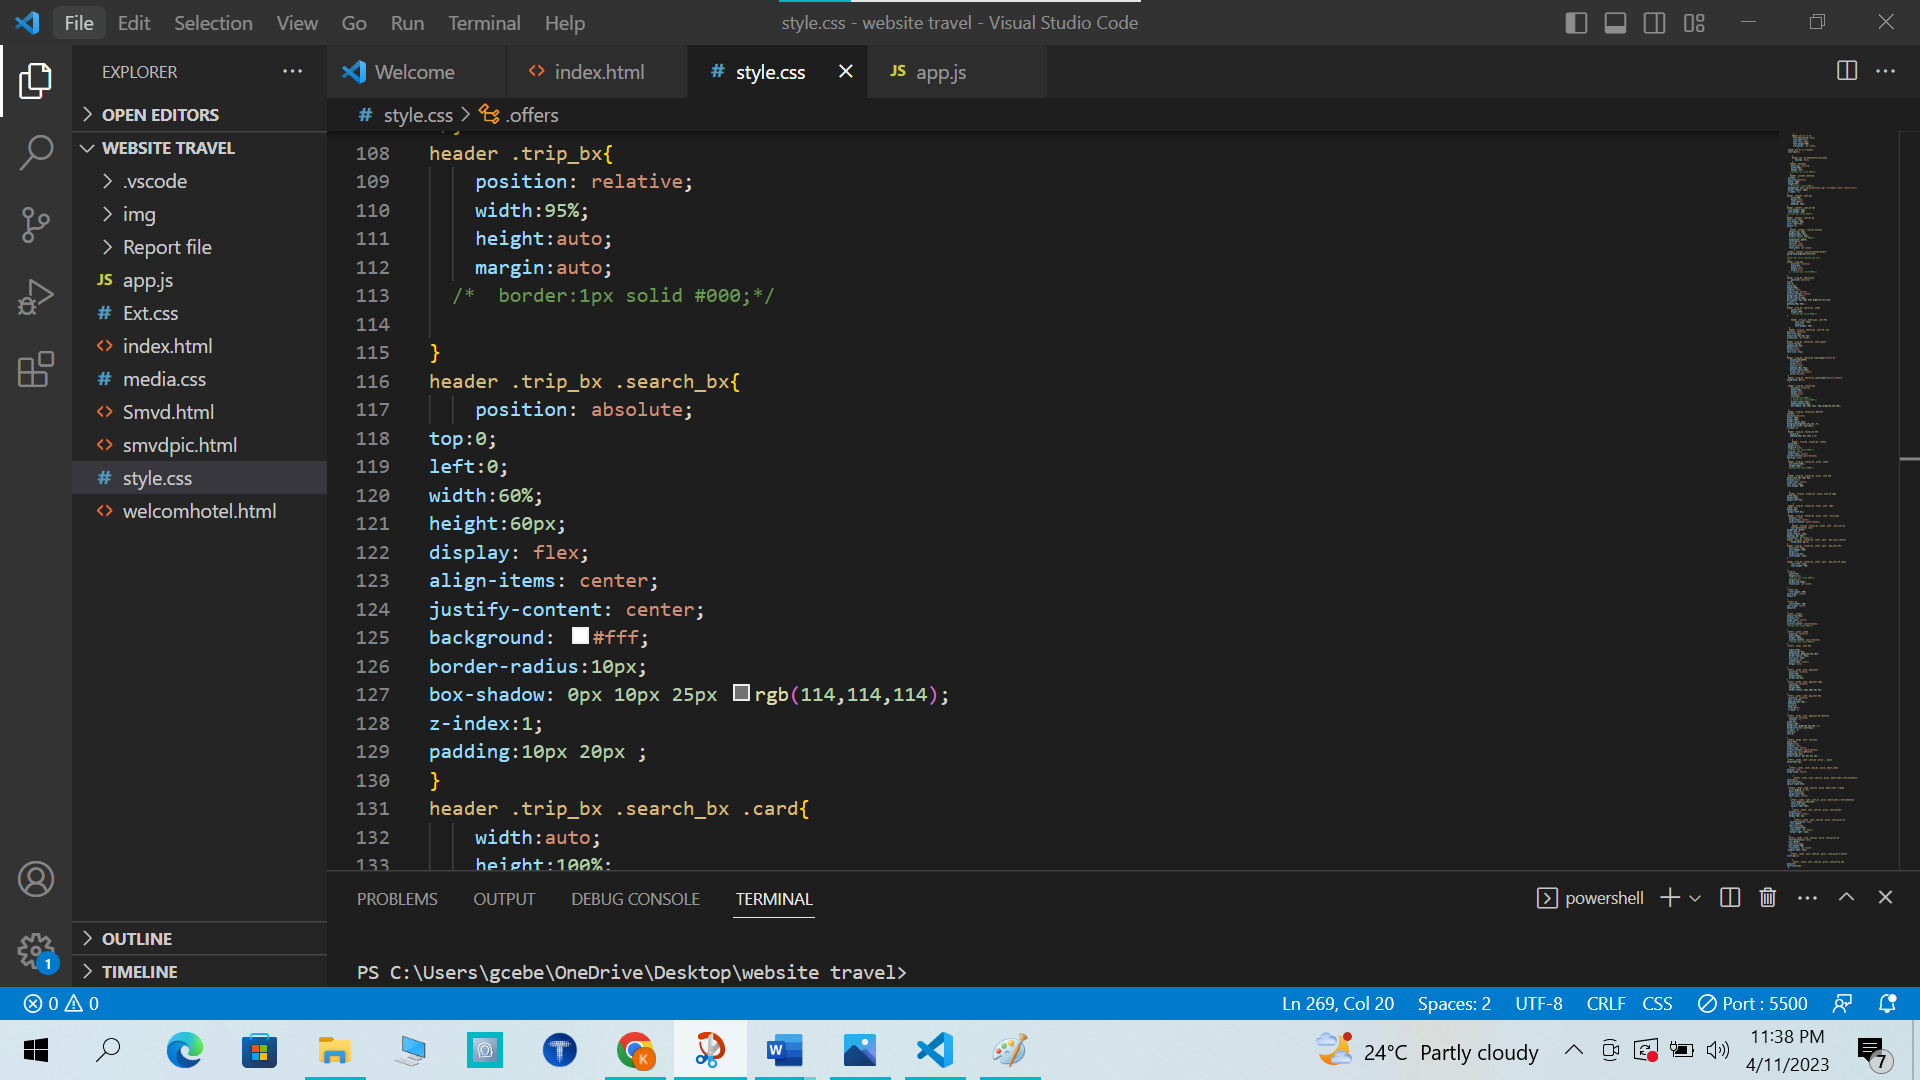 File Edit Selection View Go Run Terminal Help
style.css - website travel - Visual Studio Code
EXPLORER
Welcome
index.html
style.css
JS app.js
OPEN EDITORS
# style.css > .offers
WEBSITE TRAVEL
.vscode
img
Report file
JS app.js
# Ext.css
<> index.html
# media.css
<> Smvd.html
<> smvdpic.html
# style.css
<> welcomhotel.html
OUTLINE
TIMELINE
108 header .trip_bx{
109 position: relative;
110 width:95%;
111 height:auto;
112 margin:auto;
113 /* border:1px solid #000;*/
114
115 }
116 header .trip_bx .search_bx{
117 position: absolute;
118 top:0;
119 left:0;
120 width:60%;
121 height:60px;
122 display: flex;
123 align-items: center;
124 justify-content: center;
125 background: #fff;
126 border-radius:10px;
127 box-shadow: 0px 10px 25px rgb(114,114,114);
128 z-index:1;
129 padding:10px 20px ;
130 }
131 header .trip_bx .search_bx .card{
132 width:auto;
133 height:100%;
PROBLEMS OUTPUT DEBUG CONSOLE TERMINAL
powershell
PS C:\Users\gcebe\OneDrive\Desktop\website travel>
1
0 0
Ln 269, Col 20 Spaces: 2 UTF-8 CRLF CSS Port : 5500
24°C Partly cloudy
11:38 PM
4/11/2023
7